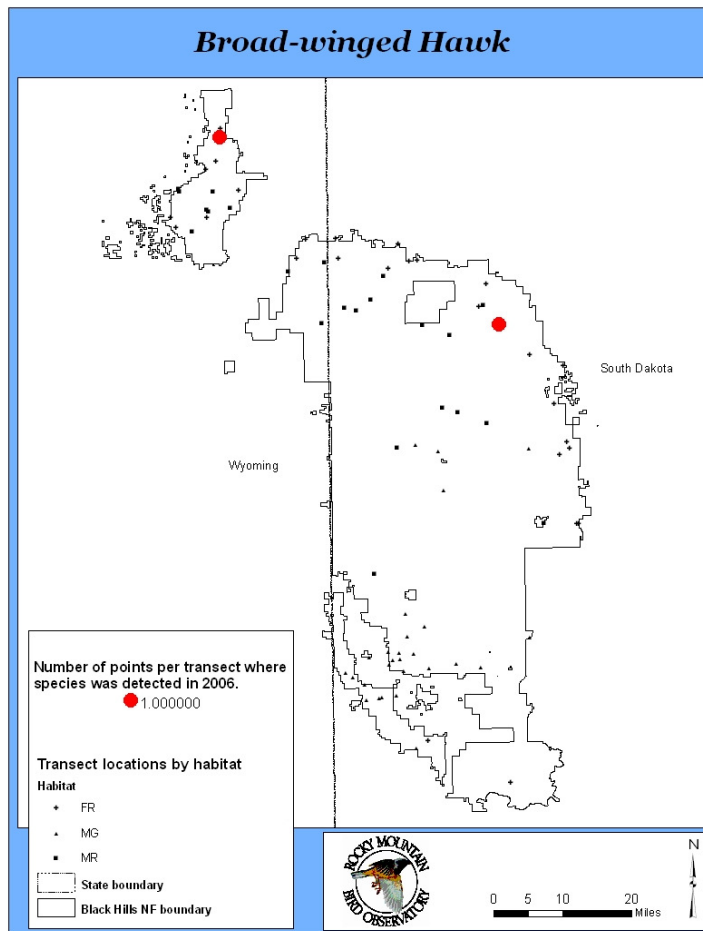 Broad-winged Hawk
South Dakota
Wyoming
Number of points per transect where
species was detected in 2006.
1.000000
Transect locations by habitat
Habitat
FR
MG
MR
State boundary
Black Hills NF boundary
ROCKY MOUNTAIN
BIRD OBSERVATORY
N
0 5 10 20
Miles